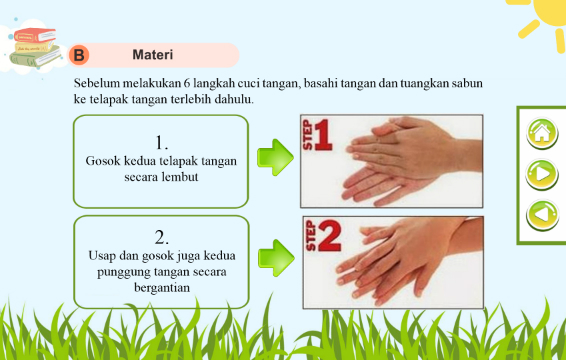 B Materi
Sebelum melakukan 6 langkah cuci tangan, basahi tangan dan tuangkan sabun
ke telapak tangan terlebih dahulu.
1.
Gosok kedua telapak tangan
secara lembut
STEP 1
2.
Usap dan gosok juga kedua
punggung tangan secara
bergantian
STEP 2